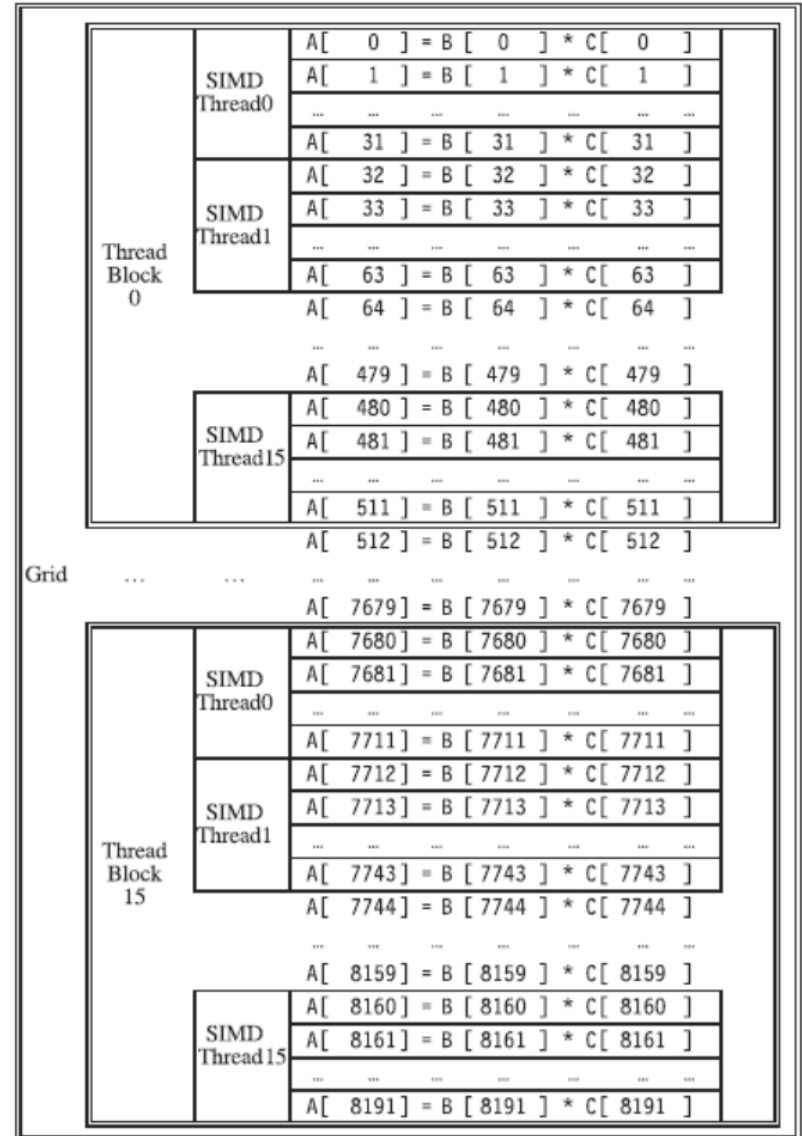 A[ 0 ] = B [ 0 ] * C[ 0 ]
SIMD
Thread0
A[ 1 ] = B [ 1 ] * C[ 1 ]
... ... ... ... ... ... ...
A[ 31 ] = B [ 31 ] * C[ 31 ]
A[ 32 ] = B [ 32 ] * C[ 32 ]
SIMD
Thread1
A[ 33 ] = B [ 33 ] * C[ 33 ]
... ... ... ... ... ... ...
Thread
Block
0
A[ 63 ] = B [ 63 ] * C[ 63 ]
A[ 64 ] = B [ 64 ] * C[ 64 ]
... ... ... ... ... ... ...
A[ 479 ] = B [ 479 ] * C[ 479 ]
A[ 480 ] = B [ 480 ] * C[ 480 ]
SIMD
Thread15
A[ 481 ] = B [ 481 ] * C[ 481 ]
... ... ... ... ... ... ...
A[ 511 ] = B [ 511 ] * C[ 511 ]
A[ 512 ] = B [ 512 ] * C[ 512 ]
Grid ... ... ... ... ... ... ... ... ...
A[ 7679] = B [ 7679 ] * C[ 7679 ]
A[ 7680] = B [ 7680 ] * C[ 7680 ]
SIMD
Thread0
A[ 7681] = B [ 7681 ] * C[ 7681 ]
... ... ... ... ... ... ...
A[ 7711] = B [ 7711 ] * C[ 7711 ]
A[ 7712] = B [ 7712 ] * C[ 7712 ]
SIMD
Thread1
A[ 7713] = B [ 7713 ] * C[ 7713 ]
... ... ... ... ... ... ...
Thread
Block
15
A[ 7743] = B [ 7743 ] * C[ 7743 ]
A[ 7744] = B [ 7744 ] * C[ 7744 ]
... ... ... ... ... ... ...
A[ 8159] = B [ 8159 ] * C[ 8159 ]
A[ 8160] = B [ 8160 ] * C[ 8160 ]
SIMD
Thread15
A[ 8161] = B [ 8161 ] * C[ 8161 ]
... ... ... ... ... ... ...
A[ 8191] = B [ 8191 ] * C[ 8191 ]